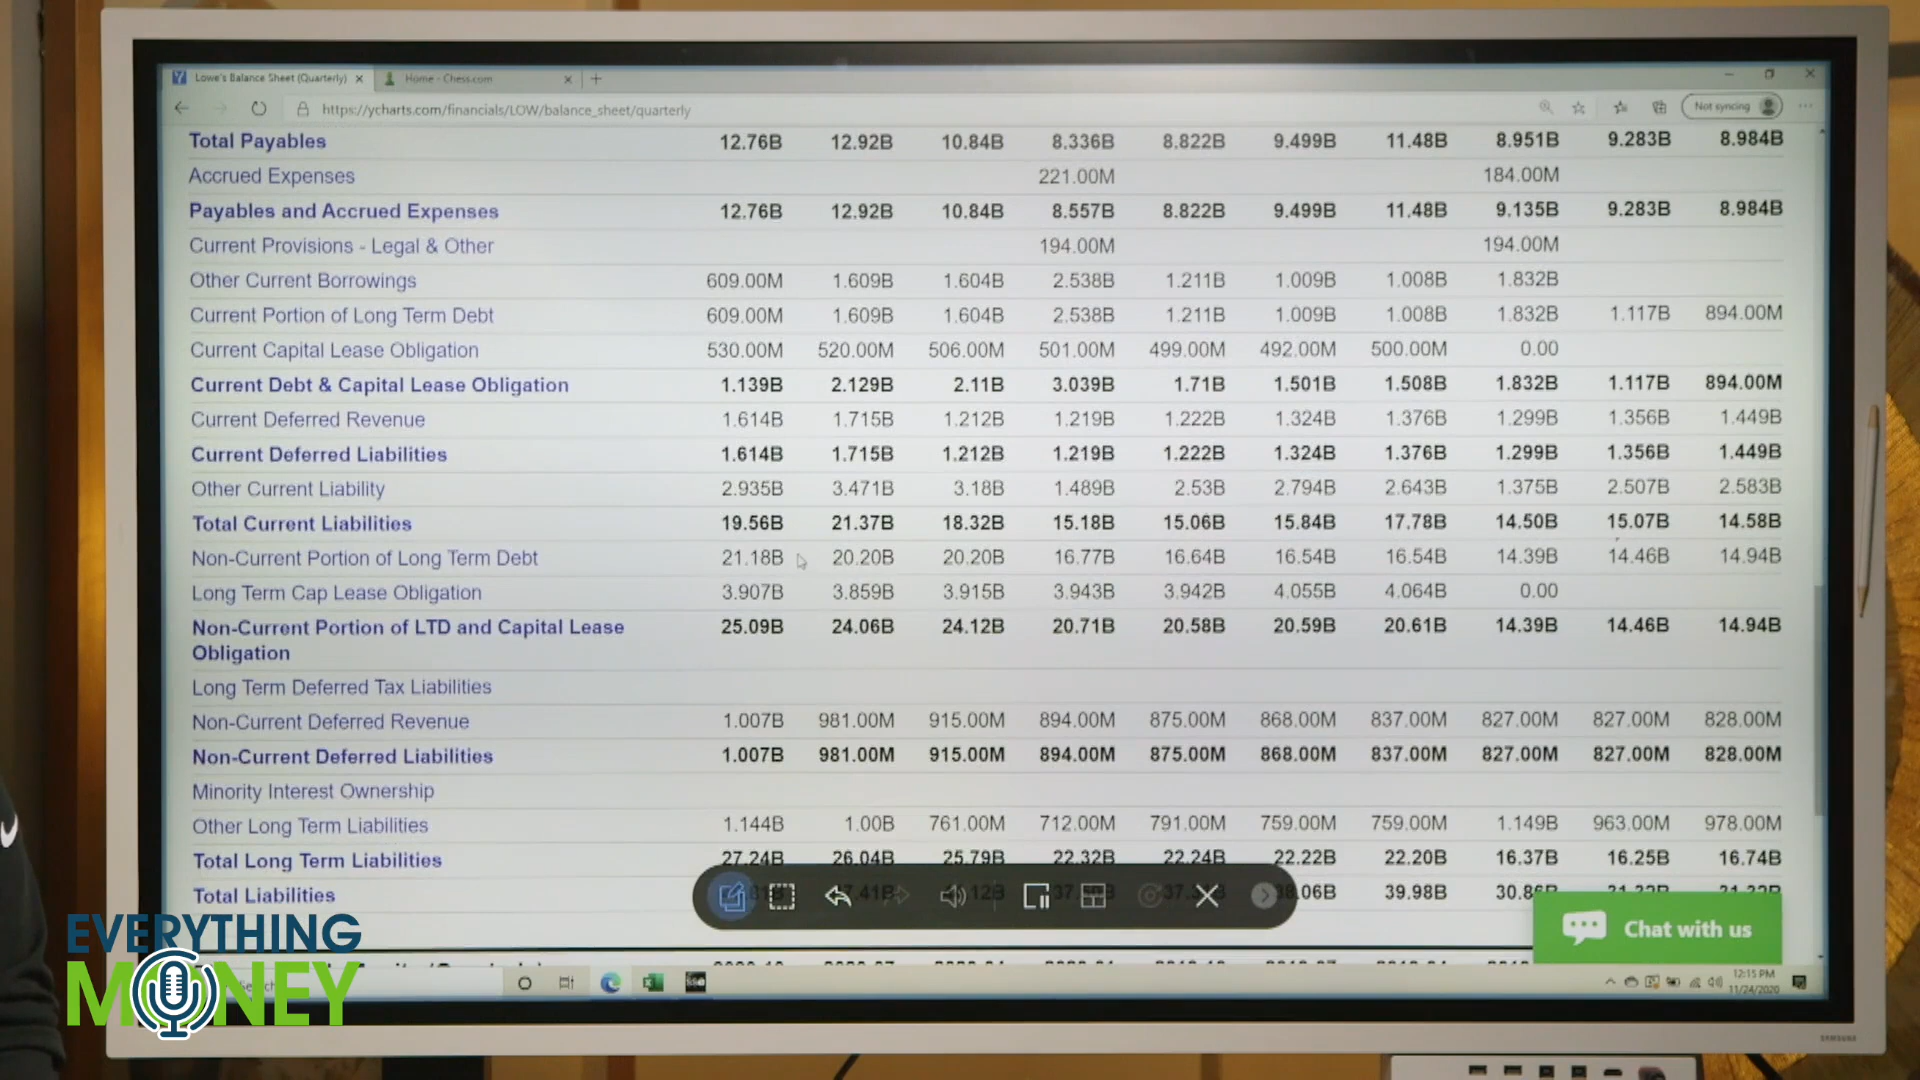 Lowe's Balance Sheet (Quarterly)
Home - Chess.com
https://ycharts.com/financials/LOW/balance_sheet/quarterly
Not syncing
Total Payables 12.76B 12.92B 10.84B 8.336B 8.822B 9.499B 11.48B 8.951B 9.283B 8.984B
Accrued Expenses 221.00M 184.00M
Payables and Accrued Expenses 12.76B 12.92B 10.84B 8.557B 8.822B 9.499B 11.48B 9.135B 9.283B 8.984B
Current Provisions - Legal & Other 194.00M 194.00M
Other Current Borrowings 609.00M 1.609B 1.604B 2.538B 1.211B 1.009B 1.008B 1.832B
Current Portion of Long Term Debt 609.00M 1.609B 1.604B 2.538B 1.211B 1.009B 1.008B 1.832B 1.117B 894.00M
Current Capital Lease Obligation 530.00M 520.00M 506.00M 501.00M 499.00M 492.00M 500.00M 0.00
Current Debt & Capital Lease Obligation 1.139B 2.129B 2.11B 3.039B 1.71B 1.501B 1.508B 1.832B 1.117B 894.00M
Current Deferred Revenue 1.614B 1.715B 1.212B 1.219B 1.222B 1.324B 1.376B 1.299B 1.356B 1.449B
Current Deferred Liabilities 1.614B 1.715B 1.212B 1.219B 1.222B 1.324B 1.376B 1.299B 1.356B 1.449B
Other Current Liability 2.935B 3.471B 3.18B 1.489B 2.53B 2.794B 2.643B 1.375B 2.507B 2.583B
Total Current Liabilities 19.56B 21.37B 18.32B 15.18B 15.06B 15.84B 17.78B 14.50B 15.07B 14.58B
Non-Current Portion of Long Term Debt 21.18B 20.20B 20.20B 16.77B 16.64B 16.54B 16.54B 14.39B 14.46B 14.94B
Long Term Cap Lease Obligation 3.907B 3.859B 3.915B 3.943B 3.942B 4.055B 4.064B 0.00
Non-Current Portion of LTD and Capital Lease 25.09B 24.06B 24.12B 20.71B 20.58B 20.59B 20.61B 14.39B 14.46B 14.94B
Obligation
Long Term Deferred Tax Liabilities
Non-Current Deferred Revenue 1.007B 981.00M 915.00M 894.00M 875.00M 868.00M 837.00M 827.00M 827.00M 828.00M
Non-Current Deferred Liabilities 1.007B 981.00M 915.00M 894.00M 875.00M 868.00M 837.00M 827.00M 827.00M 828.00M
Minority Interest Ownership
Other Long Term Liabilities 1.144B 1.00B 761.00M 712.00M 791.00M 759.00M 759.00M 1.149B 963.00M 978.00M
Total Long Term Liabilities 27.24B 26.04B 25.79B 22.32B 22.24B 22.22B 22.20B 16.37B 16.25B 16.74B
Total Liabilities 39.98B
Chat with us
EVERYTHING
MONEY
12:15 PM
11/24/2020
SAMSUNG